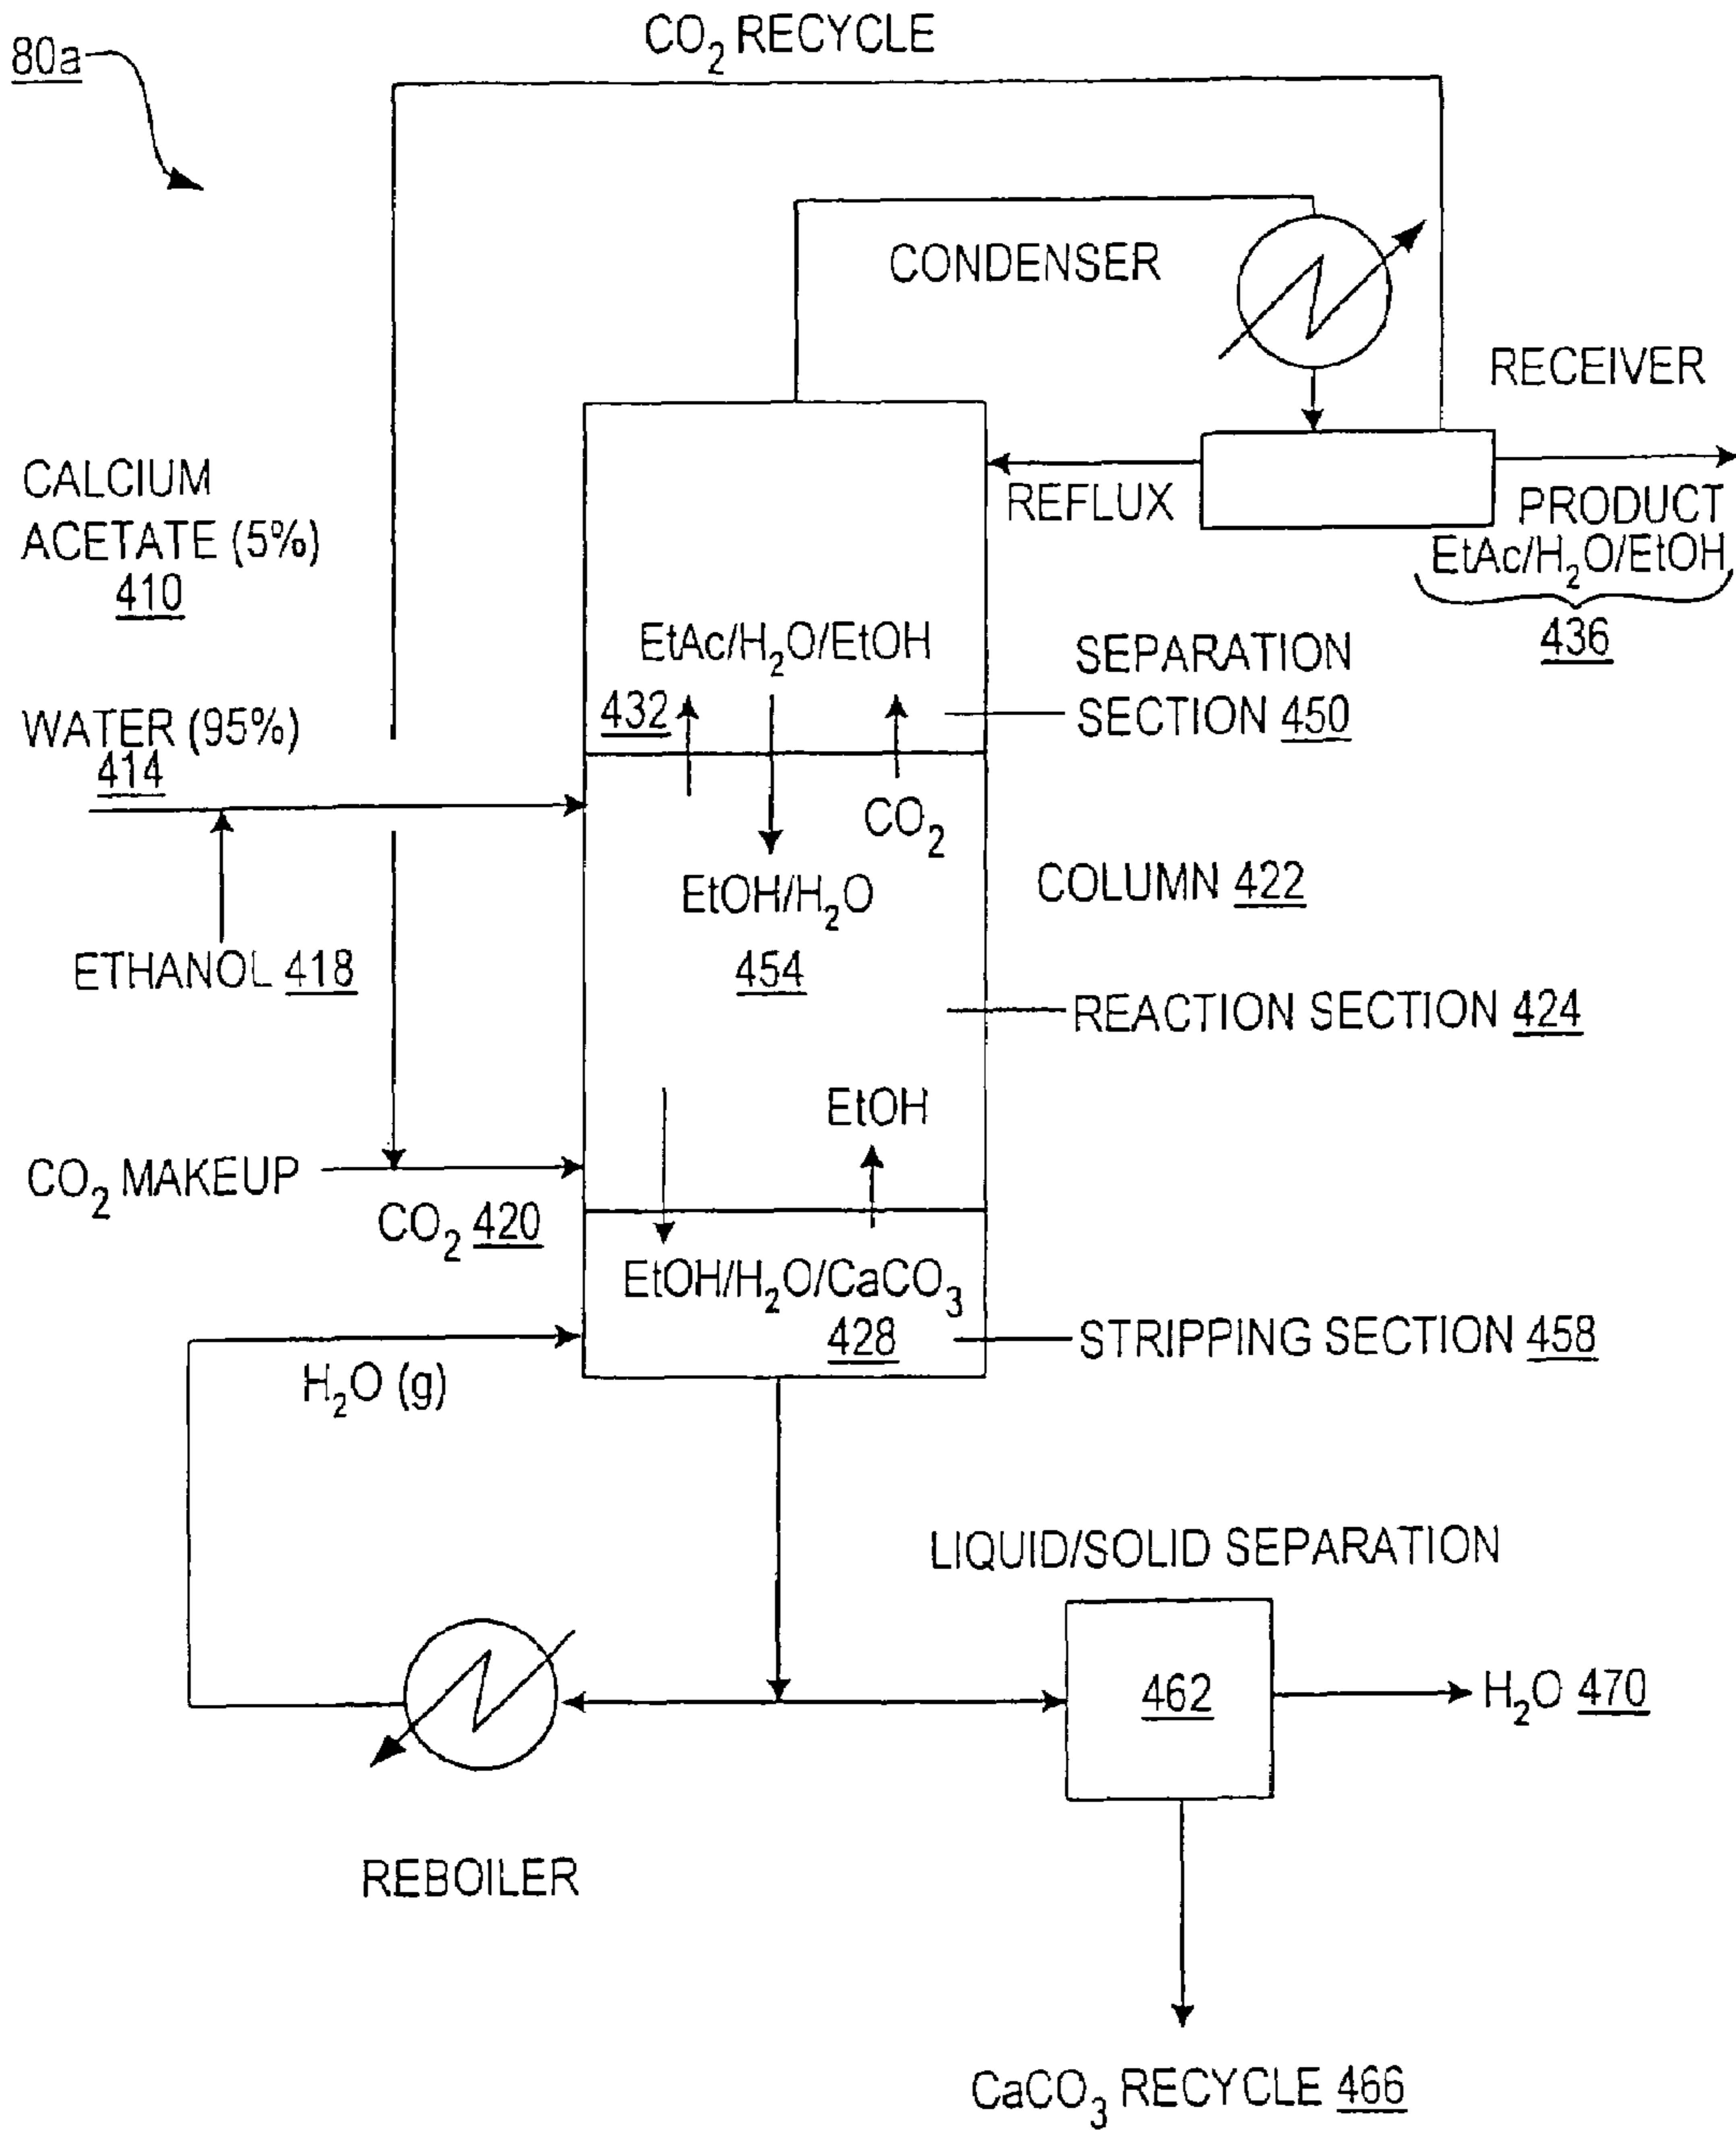 80a
CO₂ RECYCLE
CONDENSER
RECEIVER
CALCIUM
ACETATE (5%)
410
REFLUX
PRODUCT
EtAc/H₂O/EtOH
436
EtAc/H₂O/EtOH
432
SEPARATION
SECTION 450
WATER (95%)
414
CO₂
EtOH/H₂O
454
COLUMN 422
ETHANOL 418
REACTION SECTION 424
EtOH
CO₂ MAKEUP
CO₂ 420
EtOH/H₂O/CaCO₃
428
STRIPPING SECTION 458
H₂O (g)
LIQUID/SOLID SEPARATION
462
H₂O 470
REBOILER
CaCO₃ RECYCLE 466